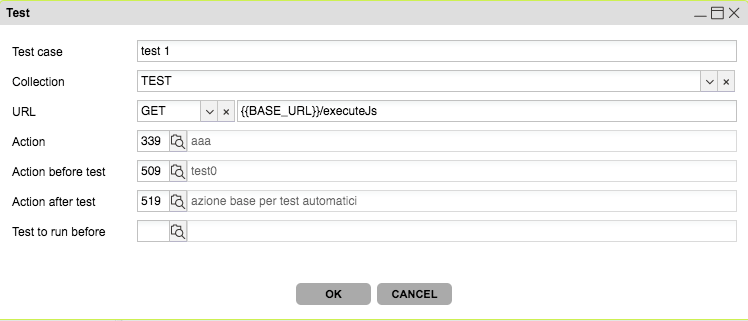 Test
Test case test 1
Collection TEST
URL GET {{BASE_URL}}/executeJs
Action 339 aaa
Action before test 509 test0
Action after test 519 azione base per test automatici
Test to run before
OK CANCEL